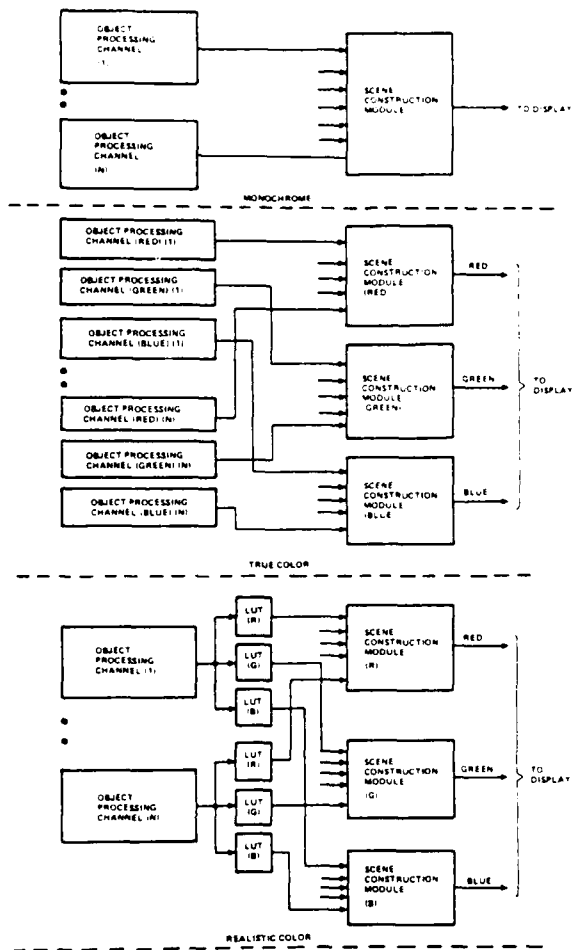 OBJECT
PROCESSING
CHANNEL
(1)
OBJECT
PROCESSING
CHANNEL
(N)
SCENE
CONSTRUCTION
MODULE
TO DISPLAY
MONOCHROME
OBJECT PROCESSING
CHANNEL (RED) (1)
OBJECT PROCESSING
CHANNEL (GREEN) (1)
OBJECT PROCESSING
CHANNEL (BLUE) (1)
OBJECT PROCESSING
CHANNEL (RED) (N)
OBJECT PROCESSING
CHANNEL (GREEN) (N)
OBJECT PROCESSING
CHANNEL (BLUE) (N)
SCENE
CONSTRUCTION
MODULE
(RED
SCENE
CONSTRUCTION
MODULE
(GREEN)
SCENE
CONSTRUCTION
MODULE
(BLUE
RED
GREEN
BLUE
TO
DISPLAY
TRUE COLOR
OBJECT
PROCESSING
CHANNEL (1)
OBJECT
PROCESSING
CHANNEL (N)
LUT
(R)
LUT
(G)
LUT
(B)
LUT
(R)
LUT
(G)
LUT
(B)
SCENE
CONSTRUCTION
MODULE
(R)
SCENE
CONSTRUCTION
MODULE
(G)
SCENE
CONSTRUCTION
MODULE
(B)
RED
GREEN
BLUE
TO
DISPLAY
REALISTIC COLOR